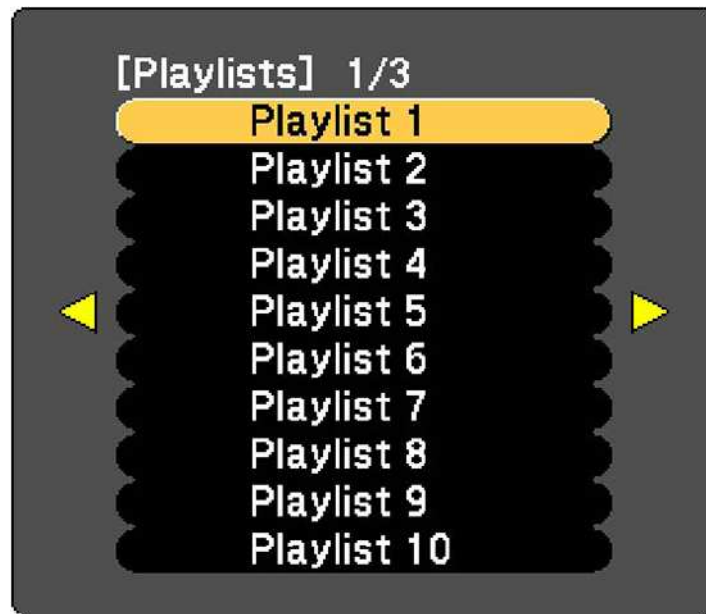 [Playlists] 1/3
Playlist 1
Playlist 2
Playlist 3
Playlist 4
Playlist 5
Playlist 6
Playlist 7
Playlist 8
Playlist 9
Playlist 10